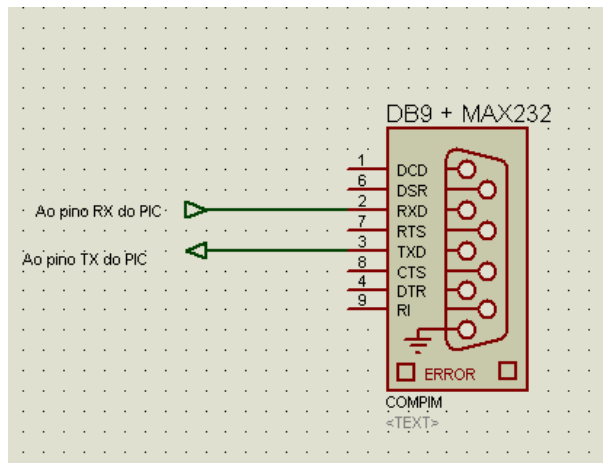 DB9 + MAX232
1 DCD
6 DSR
Ao pino RX do PIC 2 RXD
7 RTS
Ao pino TX do PIC 3 TXD
8 CTS
4 DTR
9 RI
ERROR
COMPIM
<TEXT>